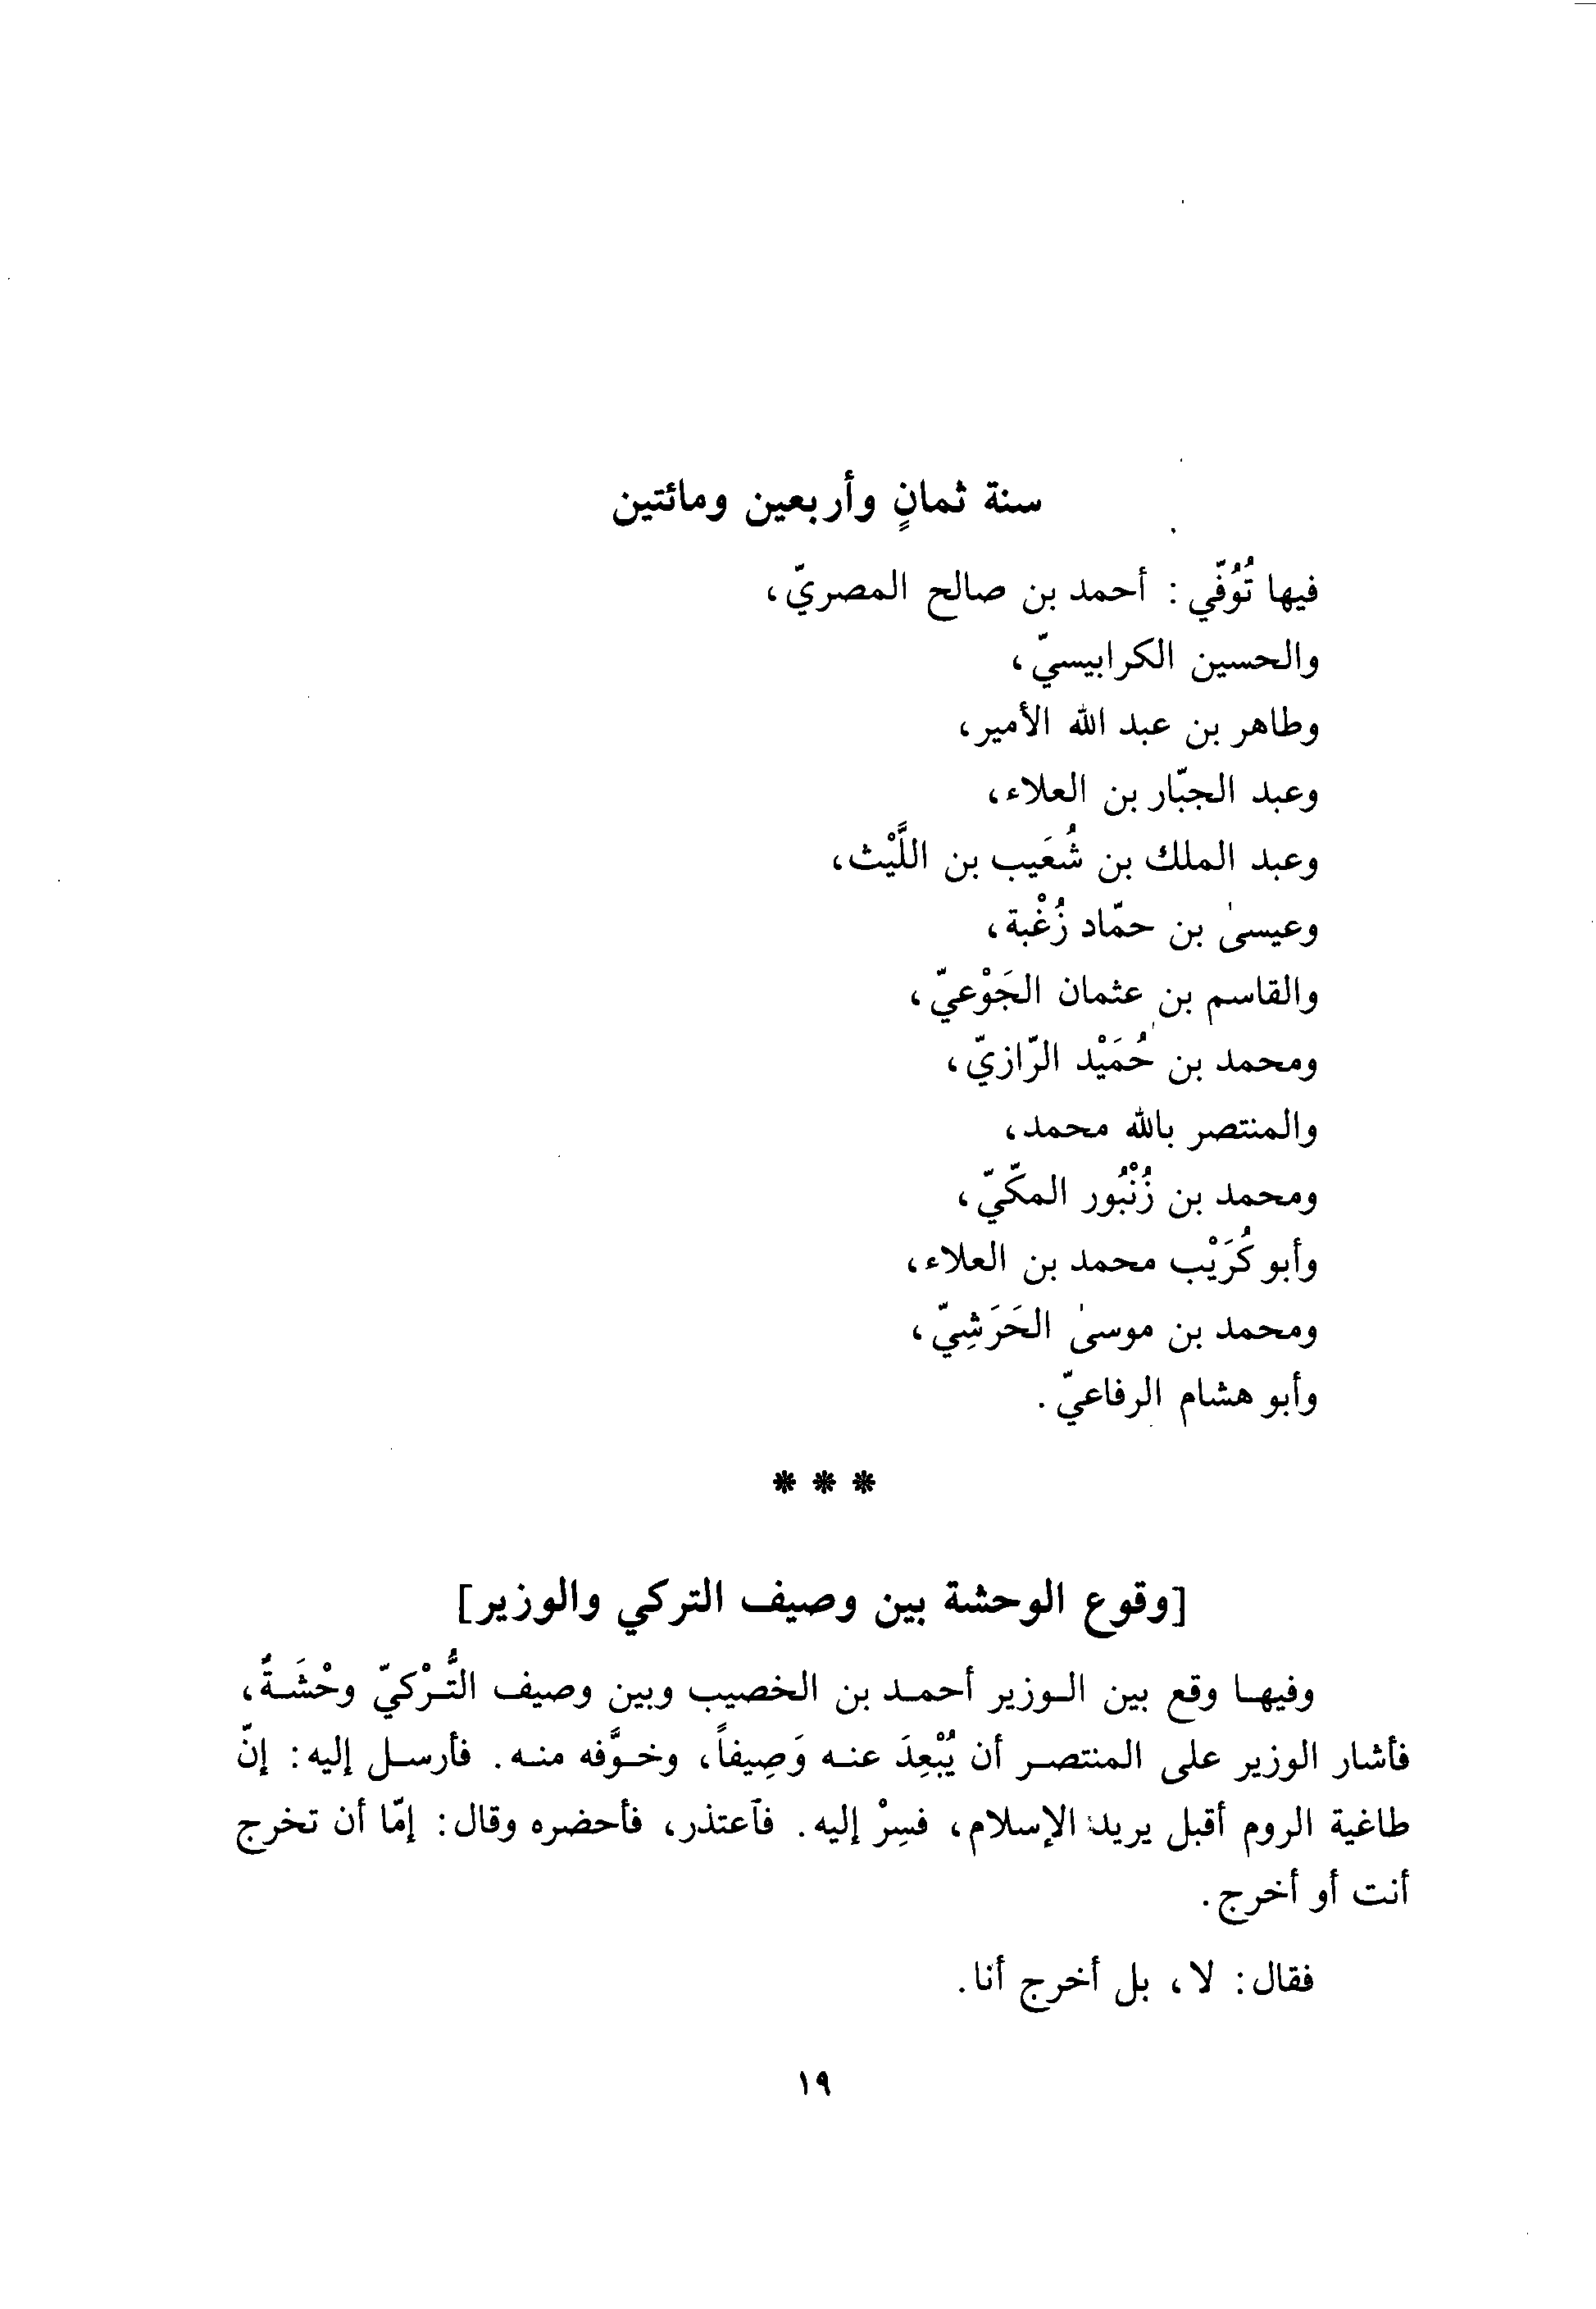 سنة ثمانٍ وأربعين ومائتين
فيها تُوُفّي: أحمد بن صالح المصريّ،
والحسين الكرابيسيّ،
وطاهر بن عبد الله الأمير،
وعبد الجبّار بن العلاء،
وعبد الملك بن شُعَيب بن اللَّيْث،
وعيسىٰ بن حمّاد زُغْبة،
والقاسم بن عثمان الجَوْعيّ،
ومحمد بن حُمَيْد الرّازيّ،
والمنتصر بالله محمد،
ومحمد بن زُنْبُور المكّيّ،
وأبو كُرَيْب محمد بن العلاء،
ومحمد بن موسىٰ الحَرَشِيّ،
وأبو هشام الرفاعيّ.
* * *
[وقوع الوحشة بين وصيف التركي والوزير]
وفيها وقع بين الوزير أحمد بن الخصيب وبين وصيف التُّرْكيّ وحْشَةٌ،
فأشار الوزير على المنتصر أن يُبْعِدَ عنه وَصِيفاً، وخوَّفه منه. فأرسل إليه: إنّ
طاغية الروم أقبل يريد الإسلام، فسِرْ إليه. فآعتذر، فأحضره وقال: إمّا أن تخرج
أنت أو أخرج.
فقال: لا، بل أخرج أنا.
١٩